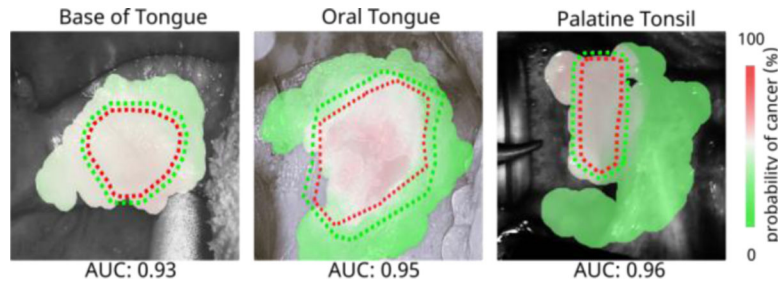 Base of Tongue
Oral Tongue
Palatine Tonsil
100
probability of cancer (%)
0
AUC: 0.93
AUC: 0.95
AUC: 0.96